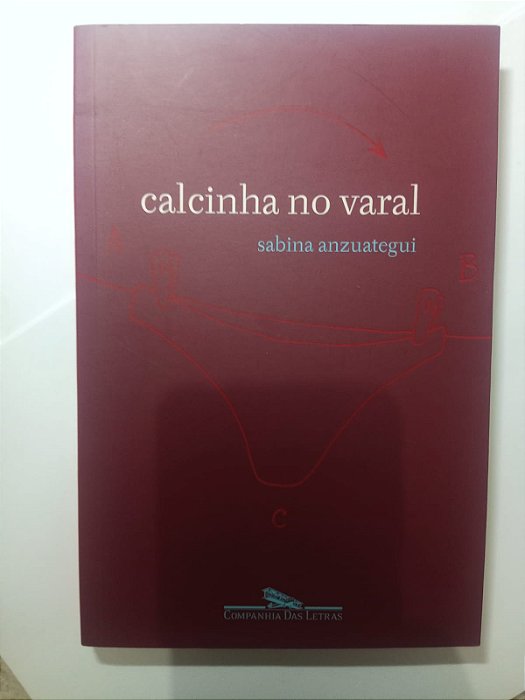 calcinha no varal
sabina anzuategui
A
B
C
COMPANHIA DAS LETRAS